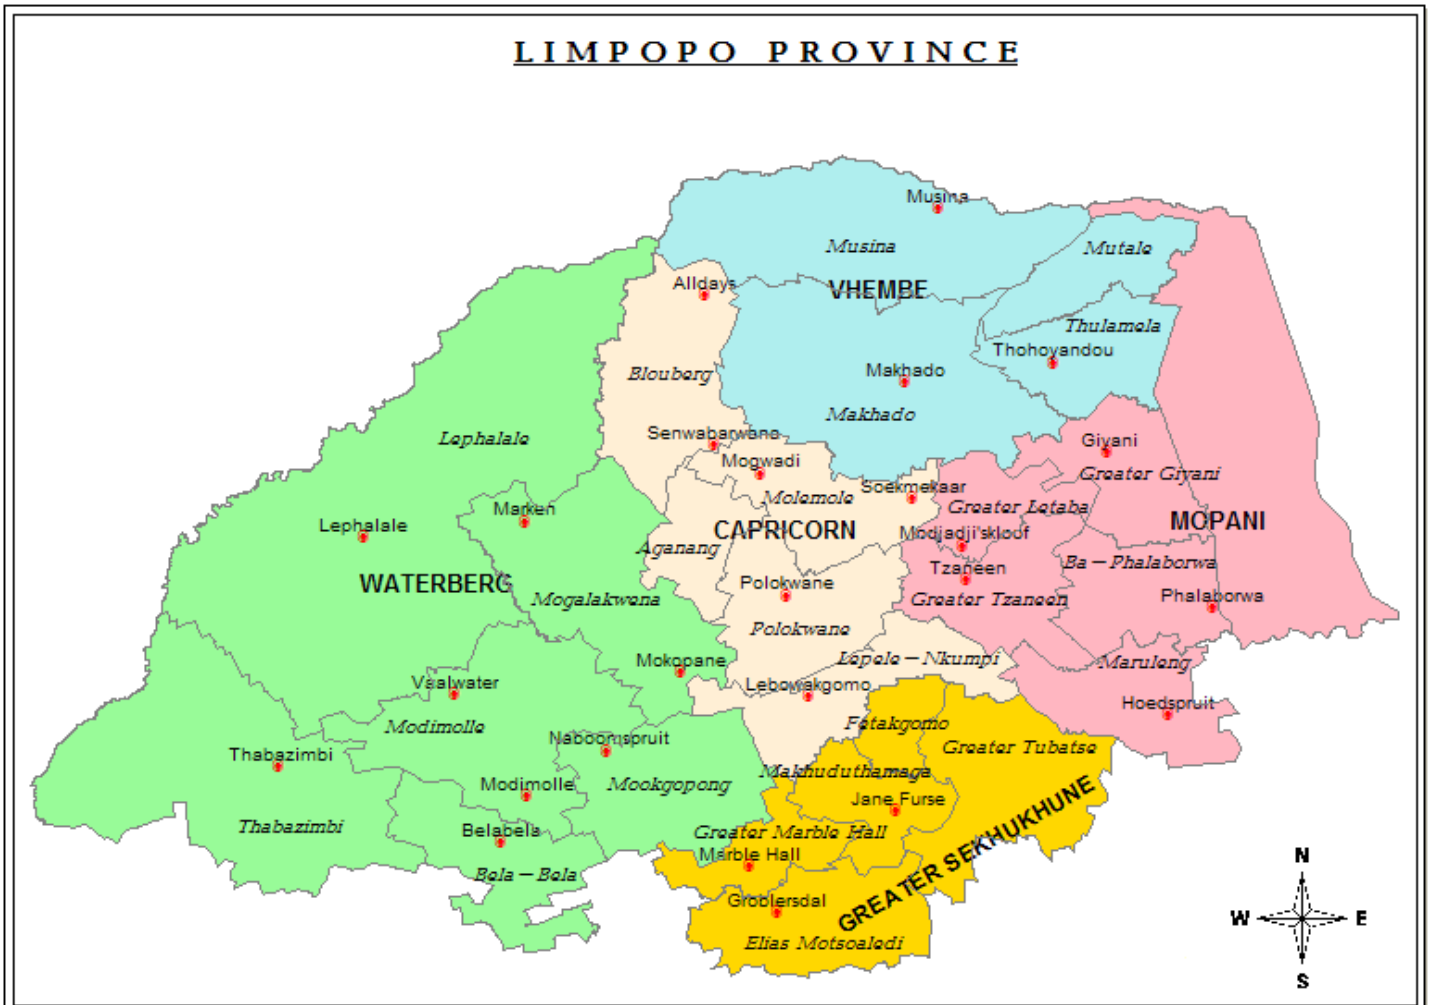 LIMPOPO PROVINCE
Musina
Musina
Mutale
Alldays
VHEMBE
Thulamela
Thohoyandou
Blouberg
Makhado
Makhado
Senwabarwana
Giyani
Lephalale
Mogwadi
Greater Giyani
Molemole
Soekmekaar
Greater Letaba
Marken
Lephalale
CAPRICORN
MOPANI
Modjadji'skloof
Aganang
Ba-Phalaborwa
Tzaneen
WATERBERG
Polokwane
Mogalakwena
Greater Tzaneen
Phalaborwa
Polokwane
Mokopane
Lepele-Nkumpi
Maruleng
Vaalwater
Lebowakgomo
Hoedspruit
Modimolle
Fetakgomo
Naboomspruit
Greater Tubatse
Thabazimbi
Makhuduthamaga
Modimolle
Mookgopong
Jane Furse
Thabazimbi
Belabela
Greater Marble Hall
Marble Hall
GREATER SEKHUKHUNE
Bela-Bela
Groblersdal
Elias Motsoaledi
N
W E
S